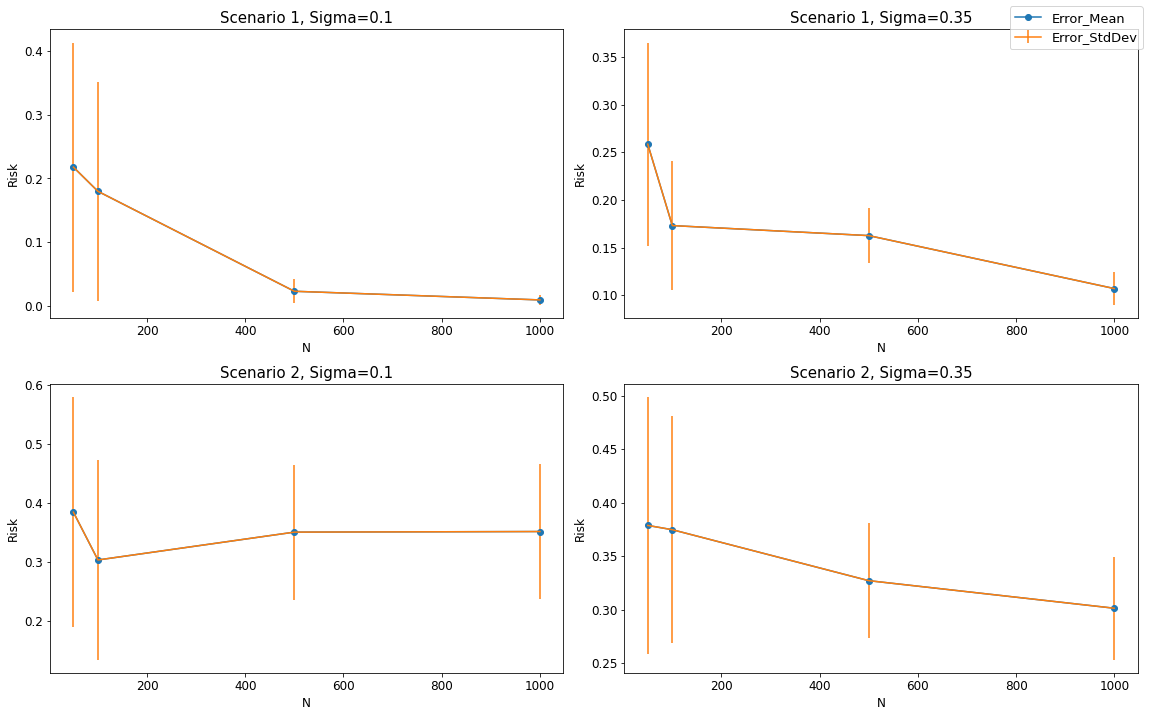 Scenario 1, Sigma=0.1
0.4
0.3
0.2
0.1
0.0
Risk
200 400 600 800 1000
N
Scenario 1, Sigma=0.35
Error_Mean
Error_StdDev
0.35
0.30
0.25
0.20
0.15
0.10
Risk
200 400 600 800 1000
N
Scenario 2, Sigma=0.1
0.6
0.5
0.4
0.3
0.2
Risk
200 400 600 800 1000
N
Scenario 2, Sigma=0.35
0.50
0.45
0.40
0.35
0.30
0.25
Risk
200 400 600 800 1000
N